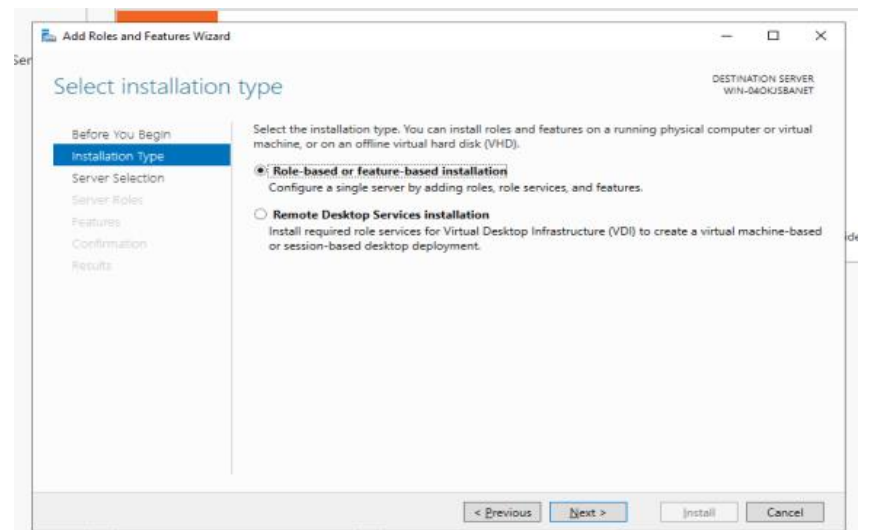 Ser
Add Roles and Features Wizard
Select installation type
DESTINATION SERVER
Before You Begin
Installation Type
Server Selection
Server Roles
Features
Confirmation
Results
Select the installation type. You can install roles and features on a running physical computer or virtual
machine, or on an offline virtual hard disk (VHD).
Role-based or feature-based installation
Configure a single server by adding roles, role services, and features.
Remote Desktop Services installation
Install required role services for Virtual Desktop Infrastructure (VDI) to create a virtual machine-based
or session-based desktop deployment.
ide
< Previous
Next >
Install
Cancel